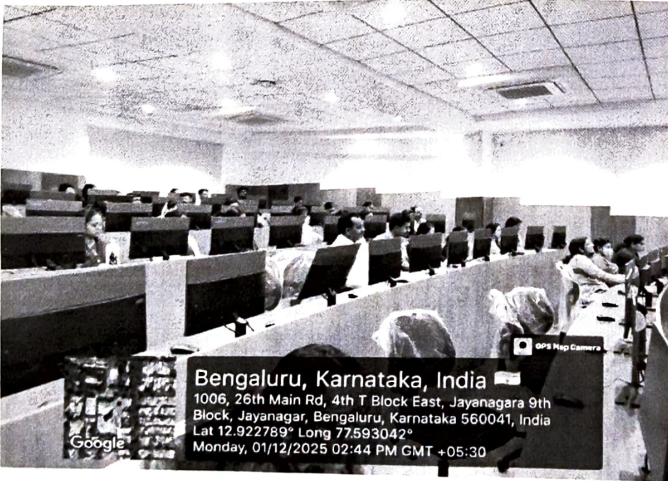 GPS Map Camera
Bengaluru, Karnataka, India
1006, 26th Main Rd, 4th T Block East, Jayanagara 9th
Block, Jayanagar, Bengaluru, Karnataka 560041, India
Lat 12.922789° Long 77.593042°
Monday, 01/12/2025 02:44 PM GMT +05:30
Google